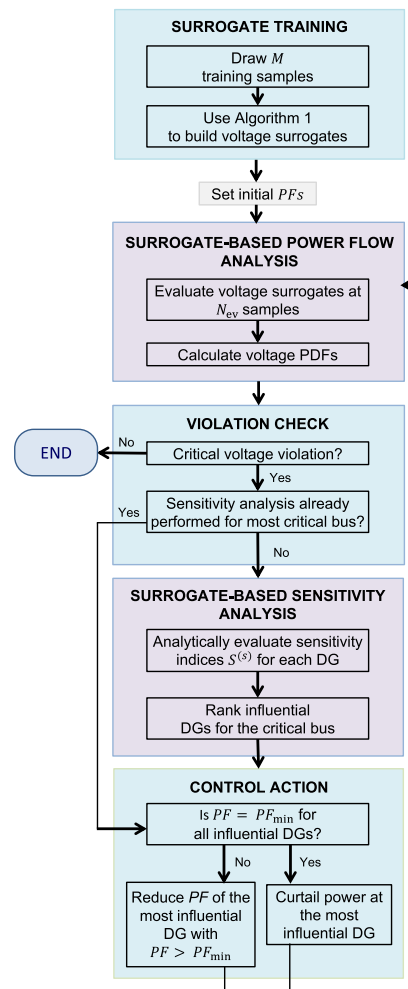 SURROGATE TRAINING
Draw M
training samples
Use Algorithm 1
to build voltage surrogates
Set initial PFs
SURROGATE-BASED POWER FLOW
ANALYSIS
Evaluate voltage surrogates at
N_ev samples
Calculate voltage PDFs
VIOLATION CHECK
END
No
Critical voltage violation?
Yes
Yes
Sensitivity analysis already
performed for most critical bus?
No
SURROGATE-BASED SENSITIVITY
ANALYSIS
Analytically evaluate sensitivity
indices S^(s) for each DG
Rank influential
DGs for the critical bus
CONTROL ACTION
Is PF = PF_min for
all influential DGs?
No
Yes
Reduce PF of the
most influential
DG with
PF > PF_min
Curtail power at
the most
influential DG